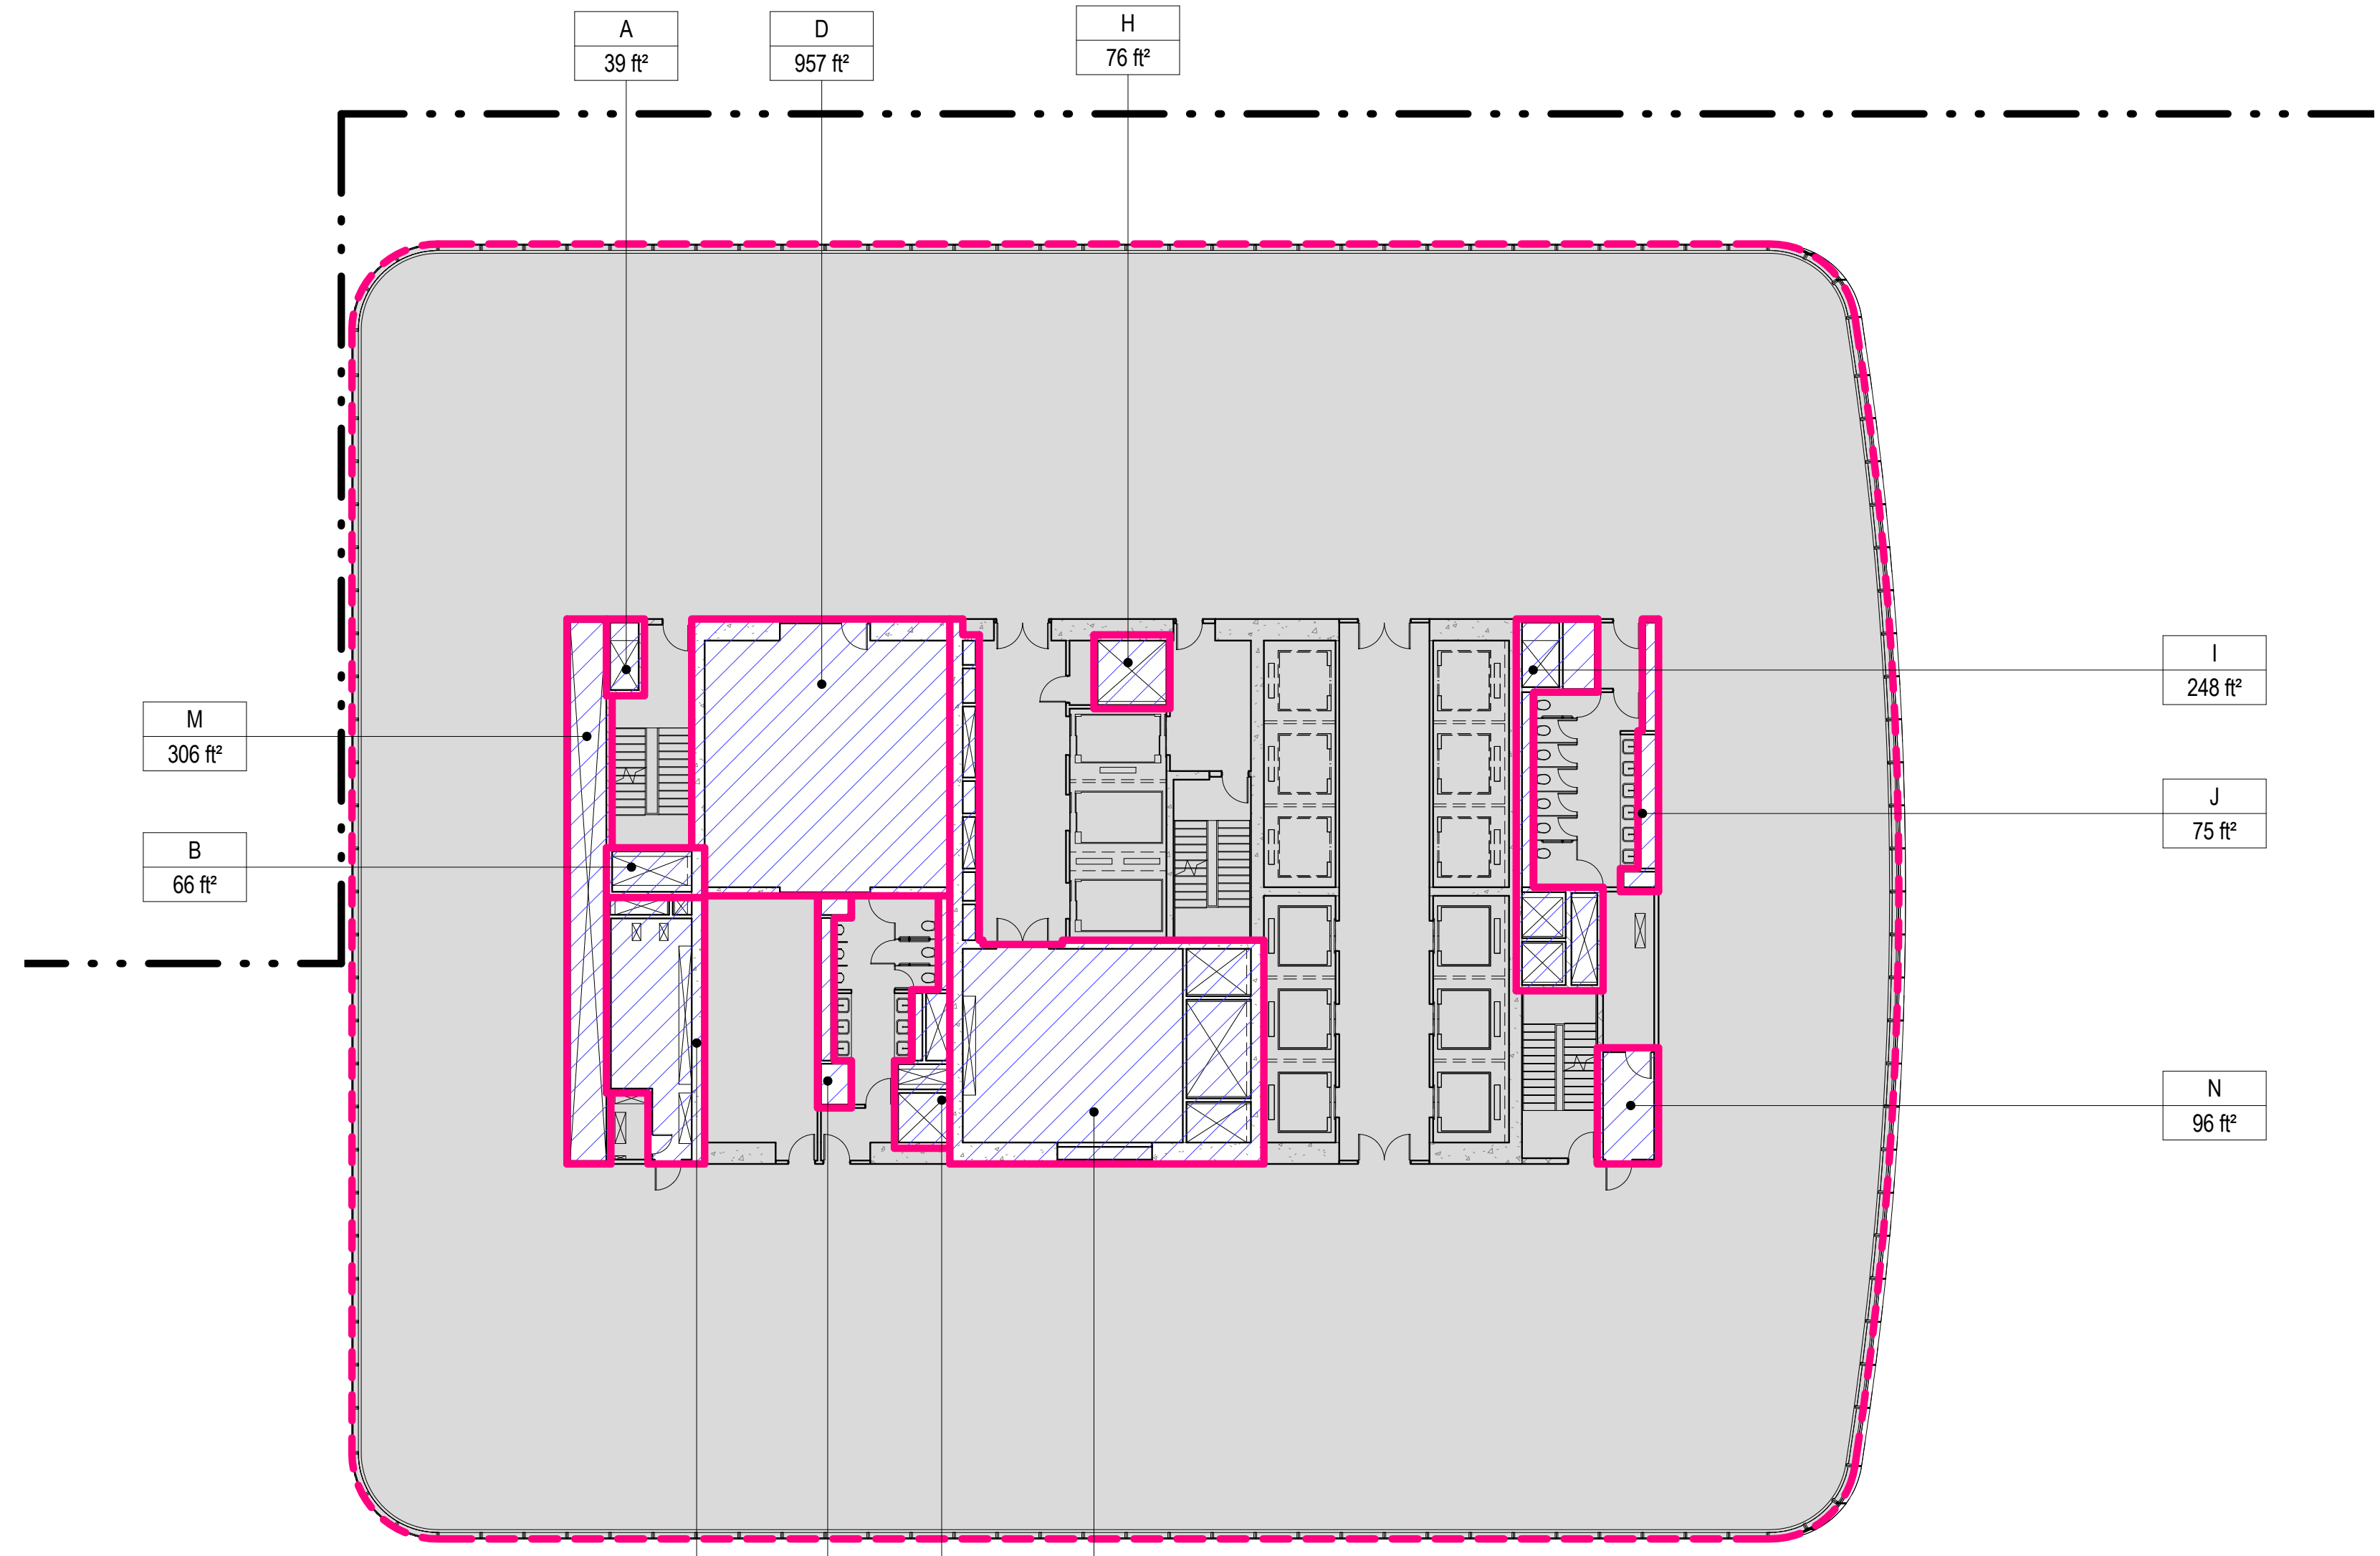 A
39 ft²
D
957 ft²
H
76 ft²
I
248 ft²
M
306 ft²
J
75 ft²
B
66 ft²
N
96 ft²